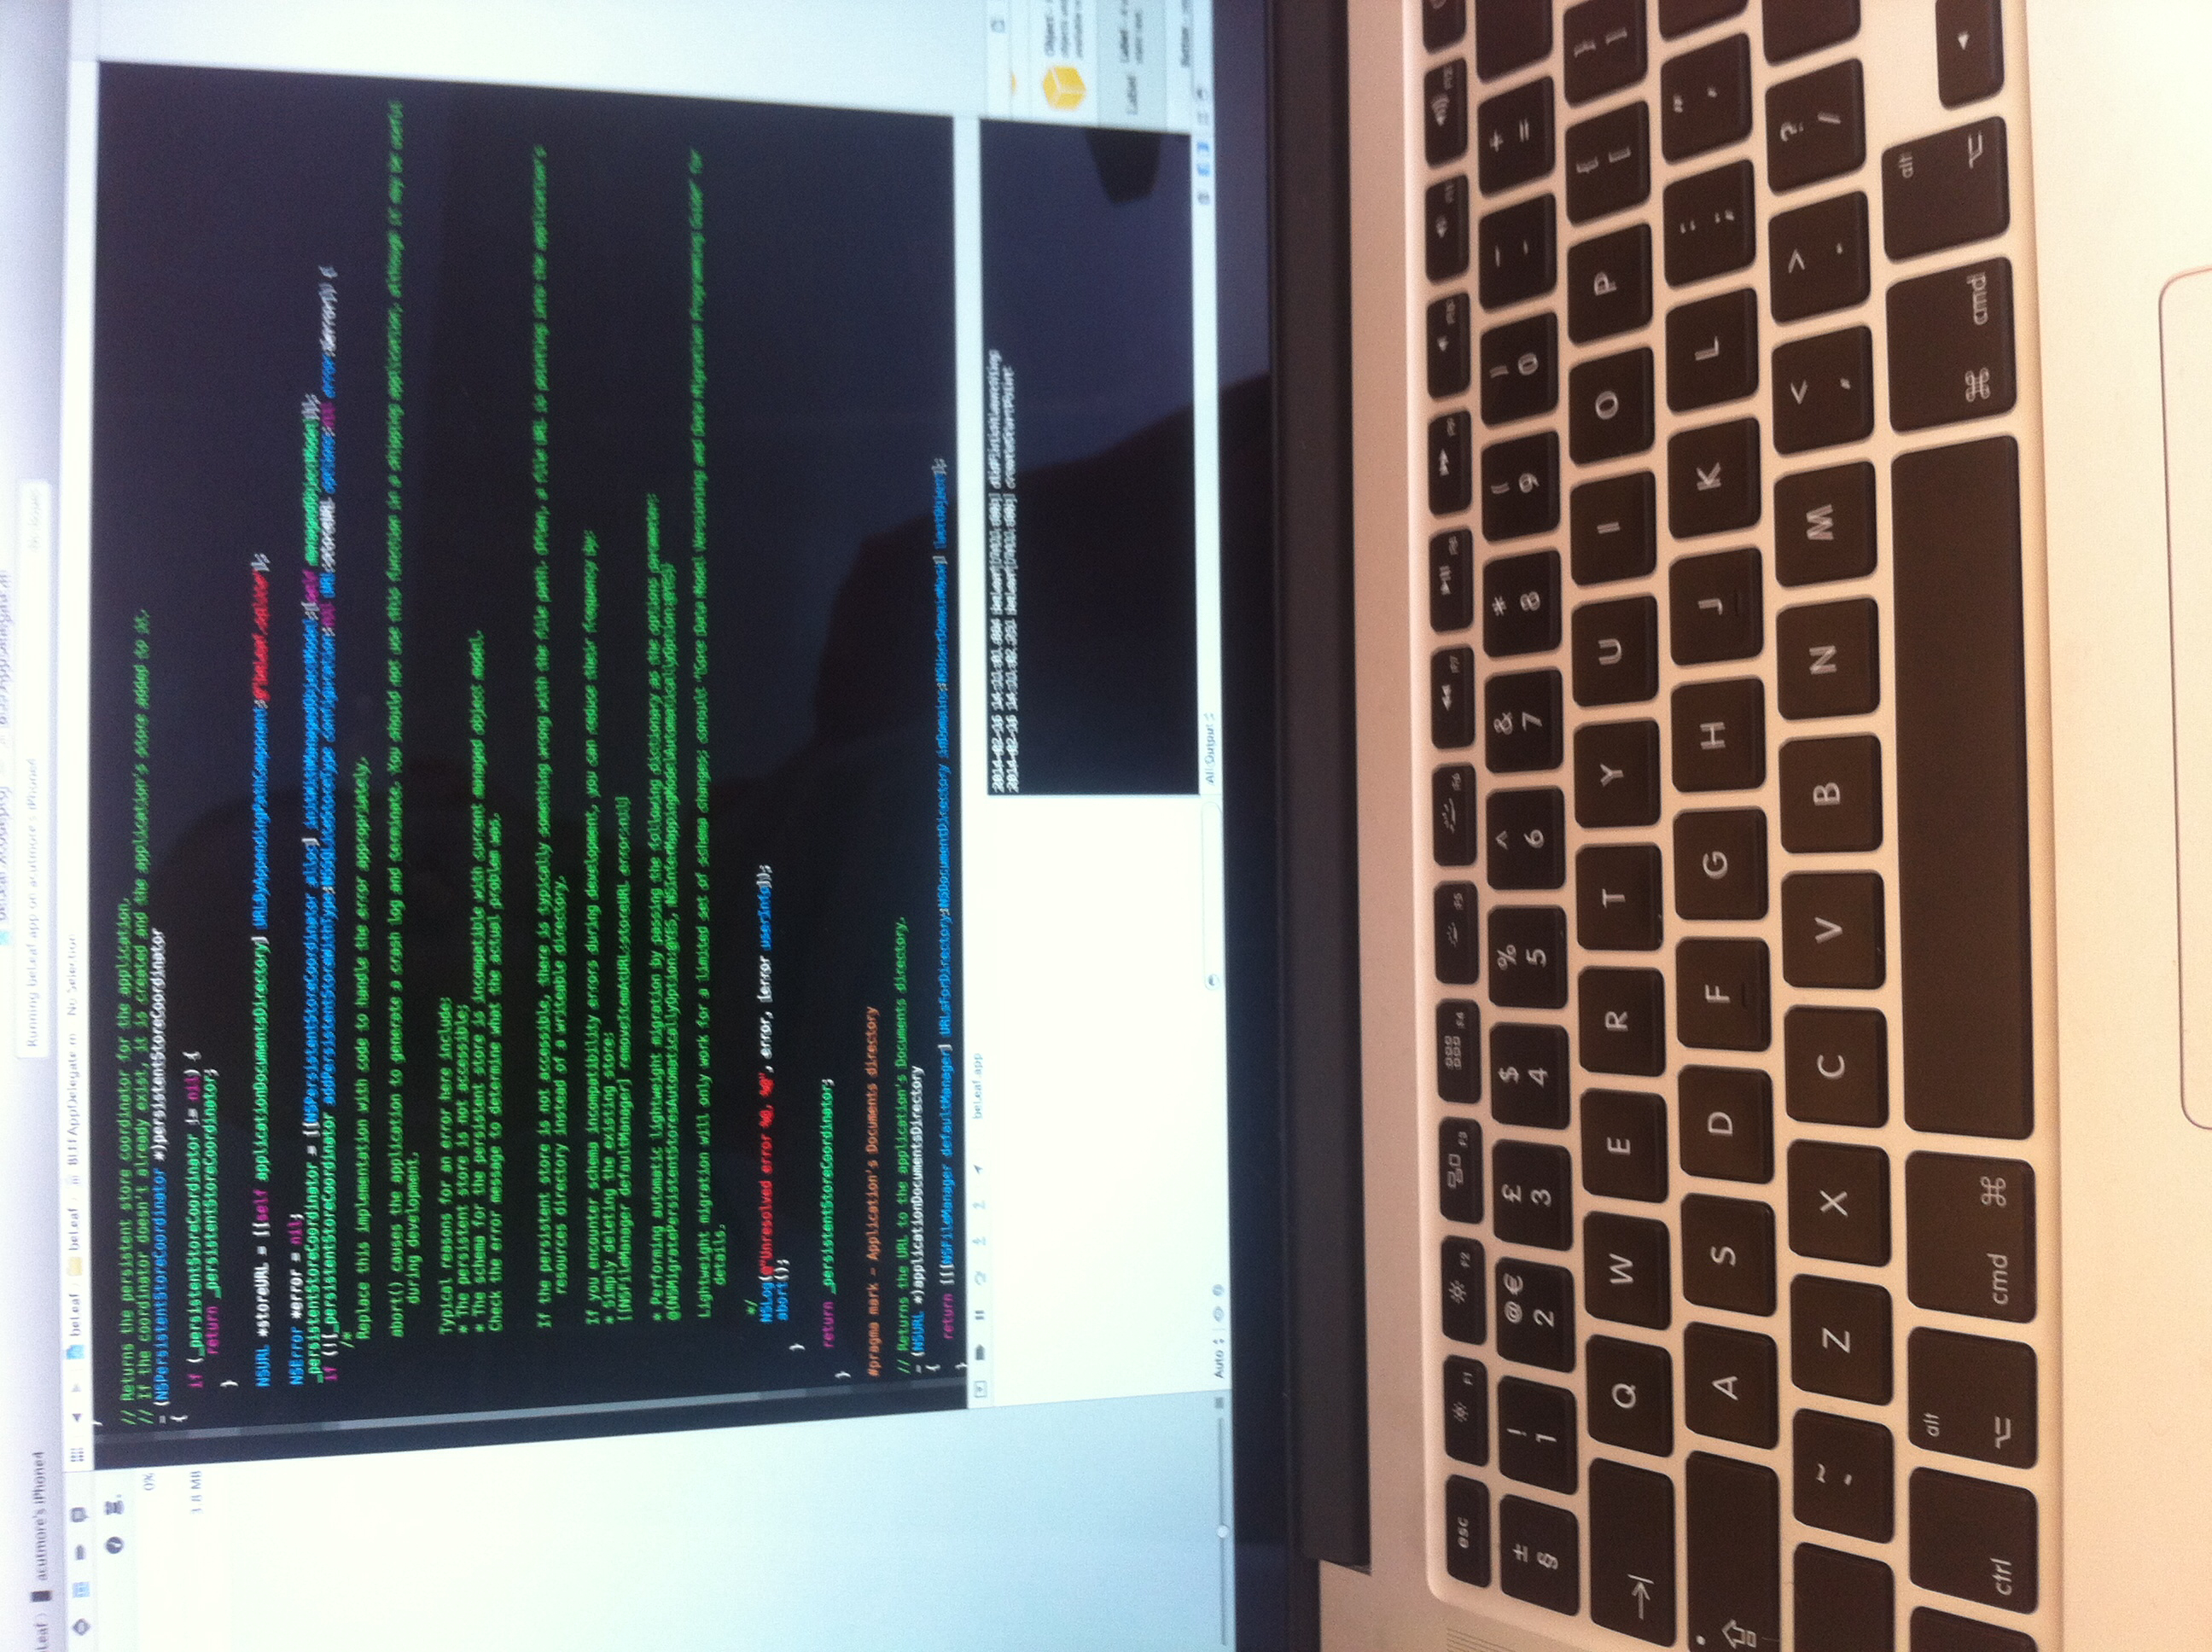 beLeaf.xcodeproj
Leaf acutmore's iPhone4
Running beLeaf app on acutmore's iPhone4
No Issues
beLeaf beLeaf AppDelegate.m No Selection
0%
3.8 MB
}
// Returns the persistent store coordinator for the application.
// If the coordinator doesn't already exist, it is created and the application's store added to it.
- (NSPersistentStoreCoordinator *)persistentStoreCoordinator
{
if (_persistentStoreCoordinator != nil) {
return _persistentStoreCoordinator;
}
NSURL *storeURL = [[self applicationDocumentsDirectory] URLByAppendingPathComponent:@"beLeaf.sqlite"];
NSError *error = nil;
_persistentStoreCoordinator = [[NSPersistentStoreCoordinator alloc] initWithManagedObjectModel:[self managedObjectModel]];
if (![_persistentStoreCoordinator addPersistentStoreWithType:NSSQLiteStoreType configuration:nil URL:storeURL options:nil error:&error]) {
/*
Replace this implementation with code to handle the error appropriately.
abort() causes the application to generate a crash log and terminate. You should not use this function in a shipping application, although it may be useful
during development.
Typical reasons for an error here include:
* The persistent store is not accessible;
* The schema for the persistent store is incompatible with current managed object model.
Check the error message to determine what the actual problem was.
If the persistent store is not accessible, there is typically something wrong with the file path. Often, a file URL is pointing into the application's
resources directory instead of a writeable directory.
If you encounter schema incompatibility errors during development, you can reduce their frequency by:
* Simply deleting the existing store:
[[NSFileManager defaultManager] removeItemAtURL:storeURL error:nil]
* Performing automatic lightweight migration by passing the following dictionary as the options parameter:
@{NSMigratePersistentStoresAutomaticallyOption:@YES, NSInferMappingModelAutomaticallyOption:@YES}
Lightweight migration will only work for a limited set of schema changes; consult "Core Data Model Versioning and Data Migration Programming Guide" for
details.
*/
NSLog(@"Unresolved error %@, %@", error, [error userInfo]);
abort();
}
return _persistentStoreCoordinator;
}
#pragma mark - Application's Documents directory
// Returns the URL to the application's Documents directory.
- (NSURL *)applicationDocumentsDirectory
{
return [[[NSFileManager defaultManager] URLsForDirectory:NSDocumentDirectory inDomains:NSUserDomainMask] lastObject];
}
beLeaf.app
2014-02-16 14:11:01 didFinishLaunching
2014-02-16 14:11:02 createStartPoint
Object
Label Label
Button
Auto
All Output
esc F1 F2 F3 F4 F5 F6 F7 F8 F9 F10 F11 F12
± ! @ € £ $ % ^ & * ( ) _ +
§ 1 2 3 4 5 6 7 8 9 0 - =
Q W E R T Y U I O P { }
[ ]
A S D F G H J K L : "
; '
~ Z X C V B N M < > ?
` , . /
alt alt
ctrl cmd ⌘ ⌘ cmd